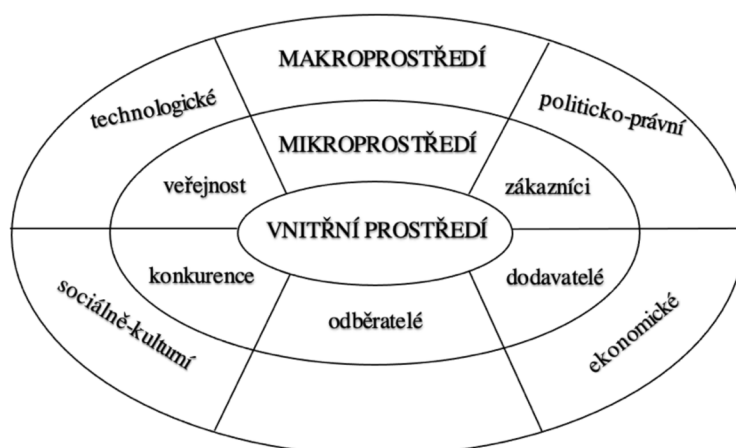 MAKROPROSTŘEDÍ
technologické
politicko-právní
MIKROPROSTŘEDÍ
veřejnost
zákazníci
VNITŘNÍ PROSTŘEDÍ
konkurence
dodavatelé
sociálně-kulturní
odběratelé
ekonomické